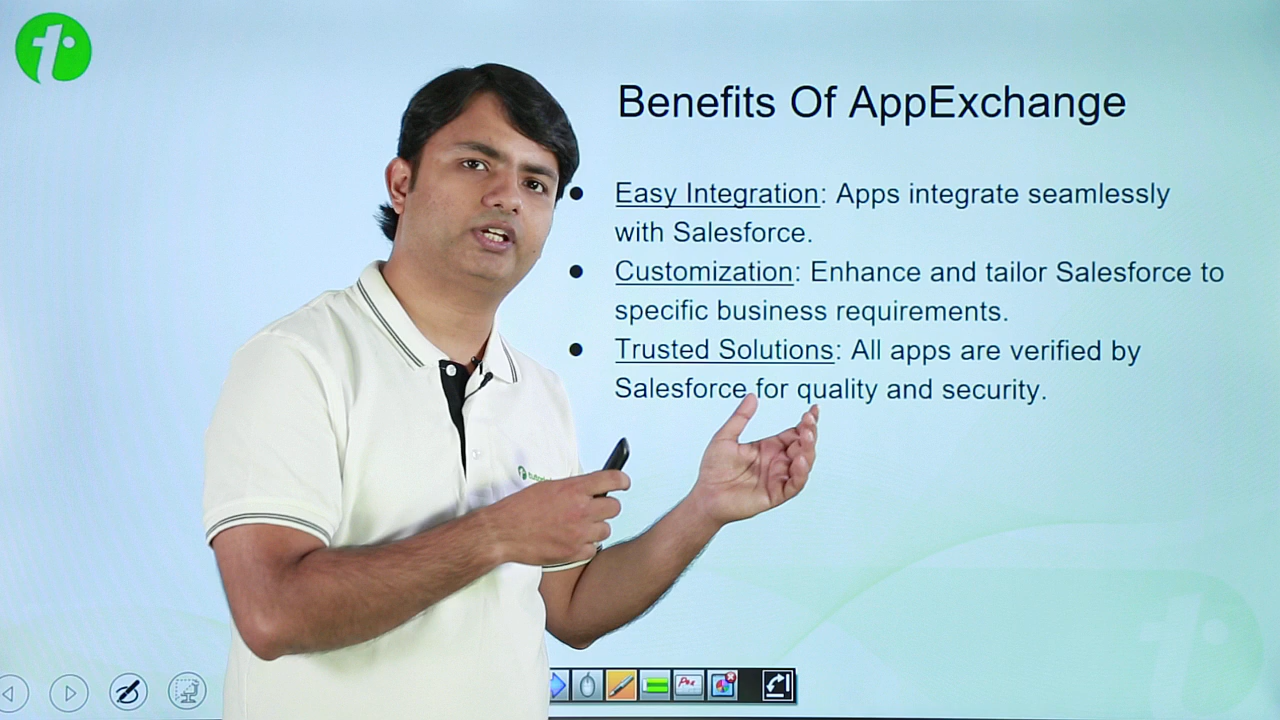 Benefits Of AppExchange
● Easy Integration: Apps integrate seamlessly
with Salesforce.
● Customization: Enhance and tailor Salesforce to
specific business requirements.
● Trusted Solutions: All apps are verified by
Salesforce for quality and security.